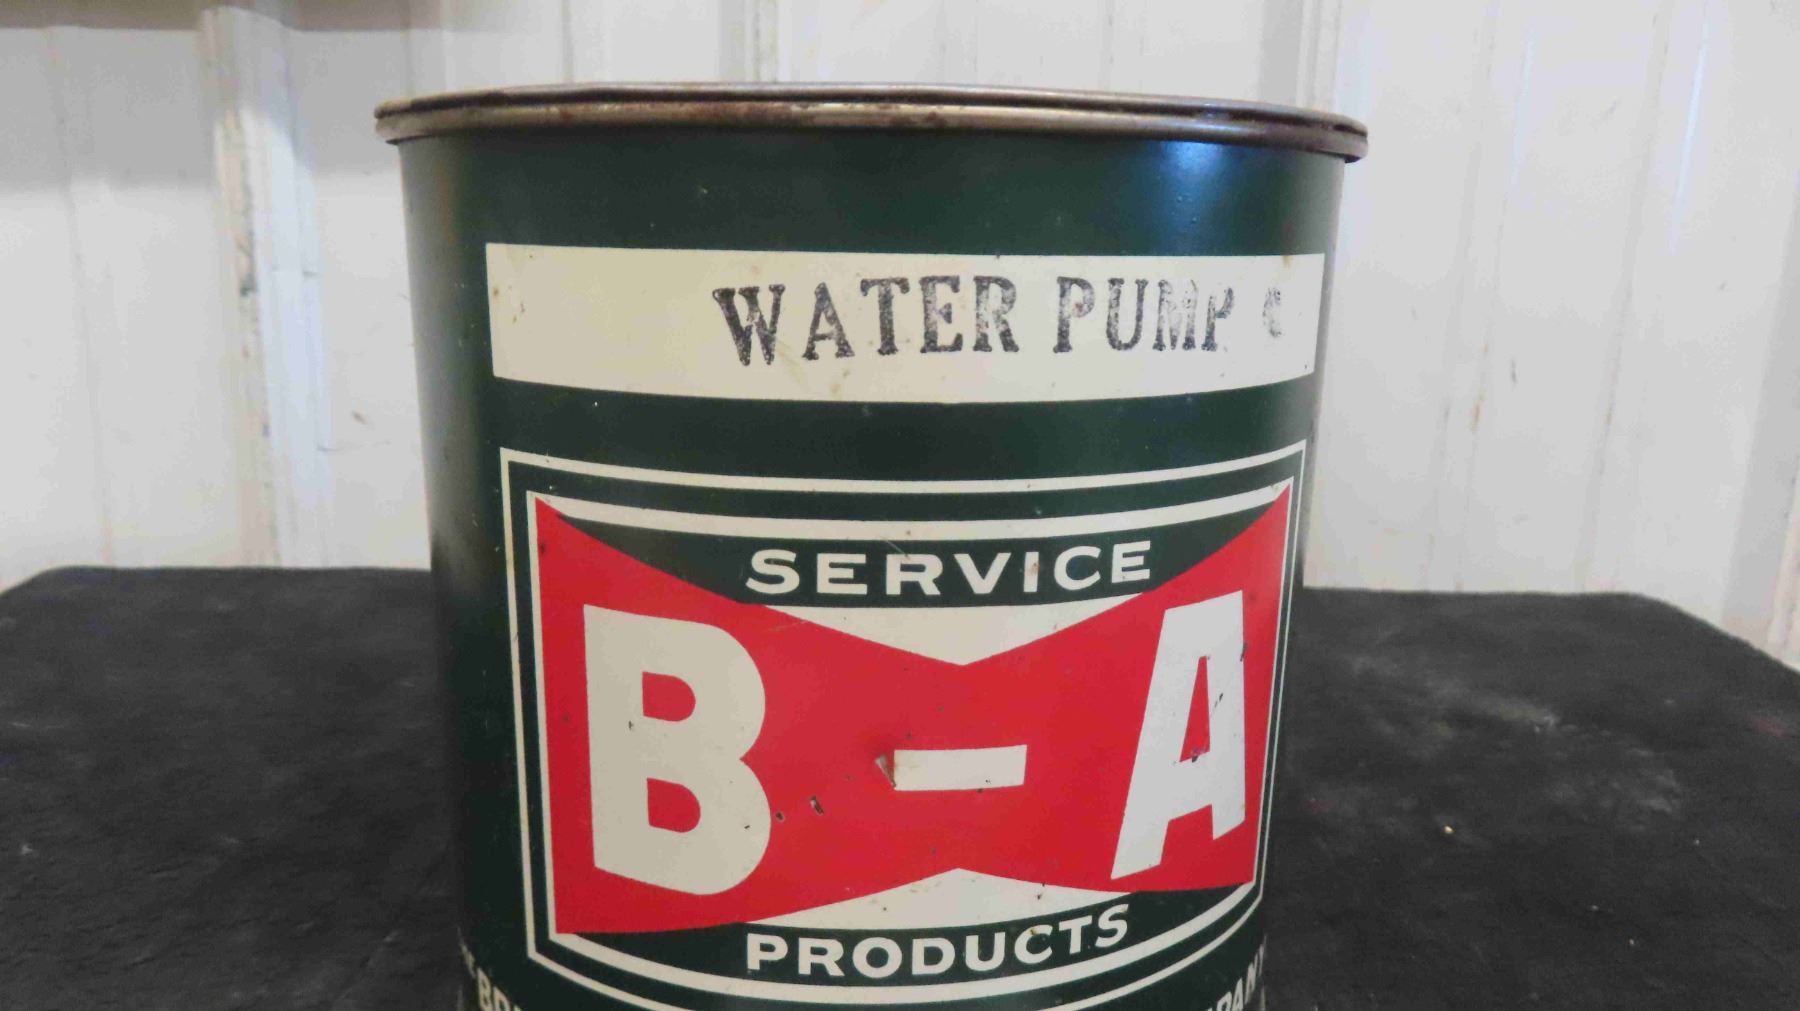 WATER PUMP
SERVICE
B-A
PRODUCTS